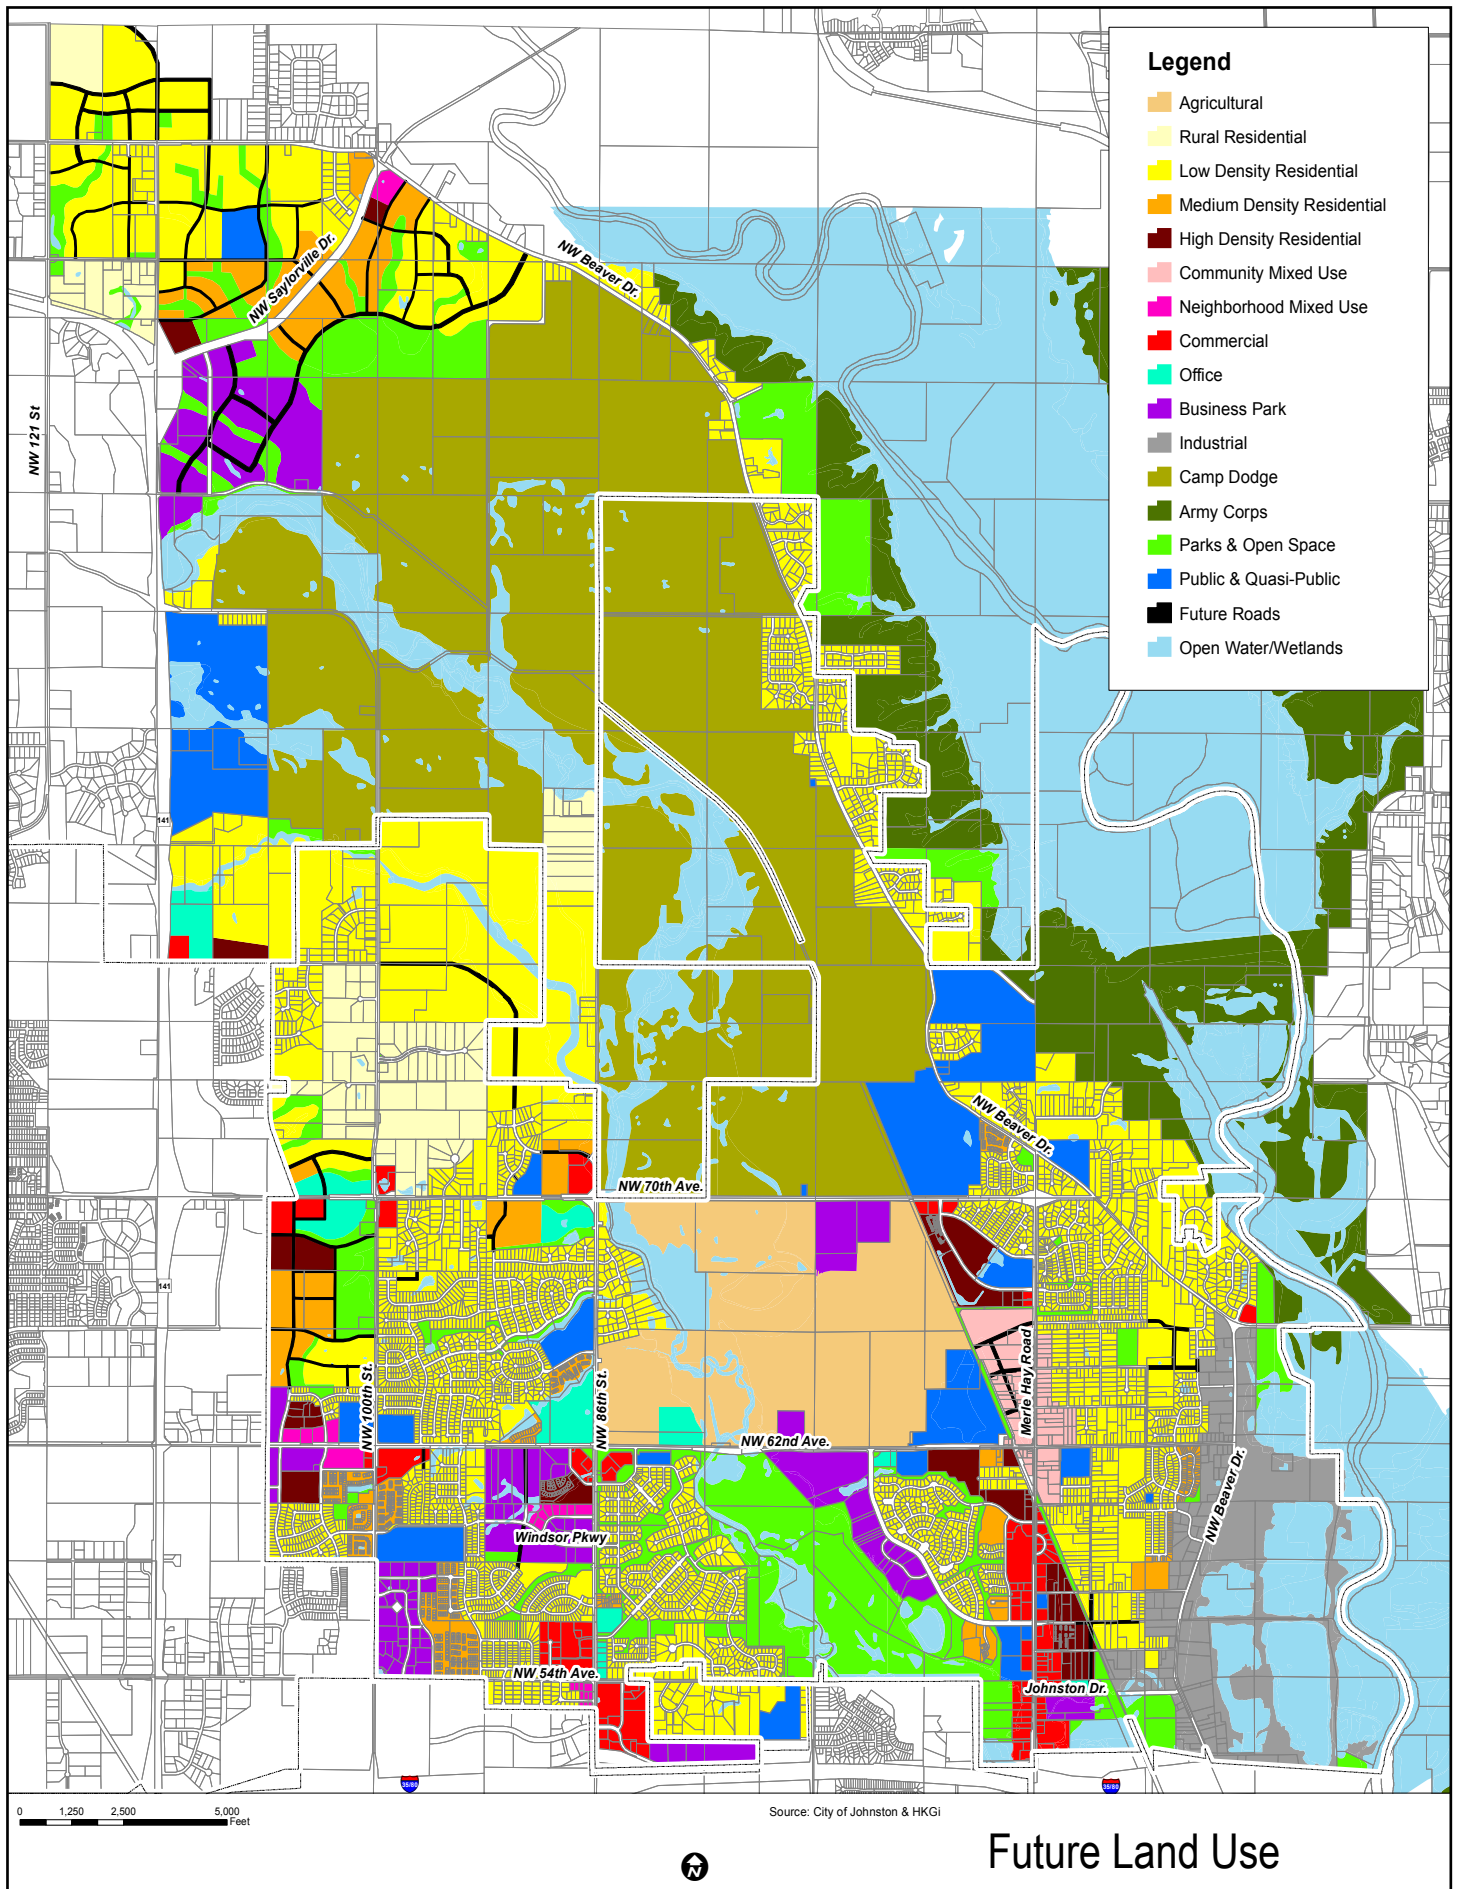 Legend
Agricultural
Rural Residential
Low Density Residential
Medium Density Residential
High Density Residential
Community Mixed Use
Neighborhood Mixed Use
Commercial
Office
Business Park
Industrial
Camp Dodge
Army Corps
Parks & Open Space
Public & Quasi-Public
Future Roads
Open Water/Wetlands
NW Saylorville Dr.
NW Beaver Dr.
NW 121 St
141
NW Beaver Dr.
NW 70th Ave.
141
Merle Hay Road
NW 100th St.
NW 86th St.
NW 62nd Ave.
NW Beaver Dr.
Windsor Pkwy
NW 54th Ave.
Johnston Dr.
35/80
35/80
0 1,250 2,500 5,000
Feet
Source: City of Johnston & HKGi
Future Land Use
N